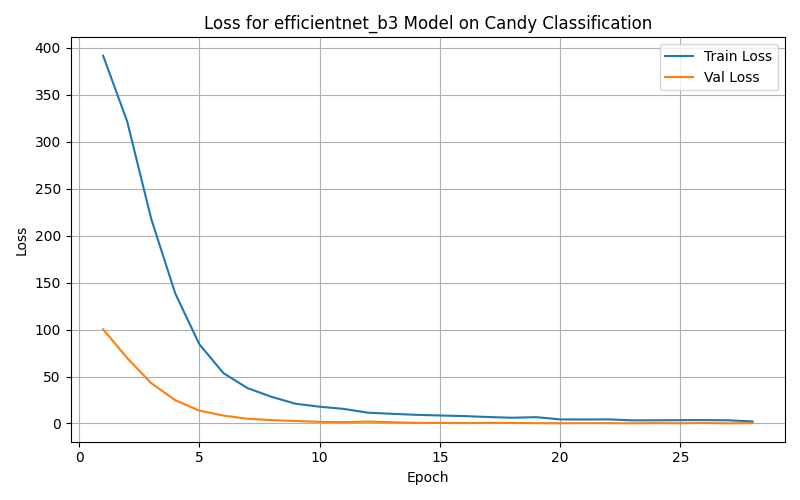 Loss for efficientnet_b3 Model on Candy Classification
Train Loss
Val Loss
400
350
300
250
200
150
100
50
0
Loss
0 5 10 15 20 25
Epoch